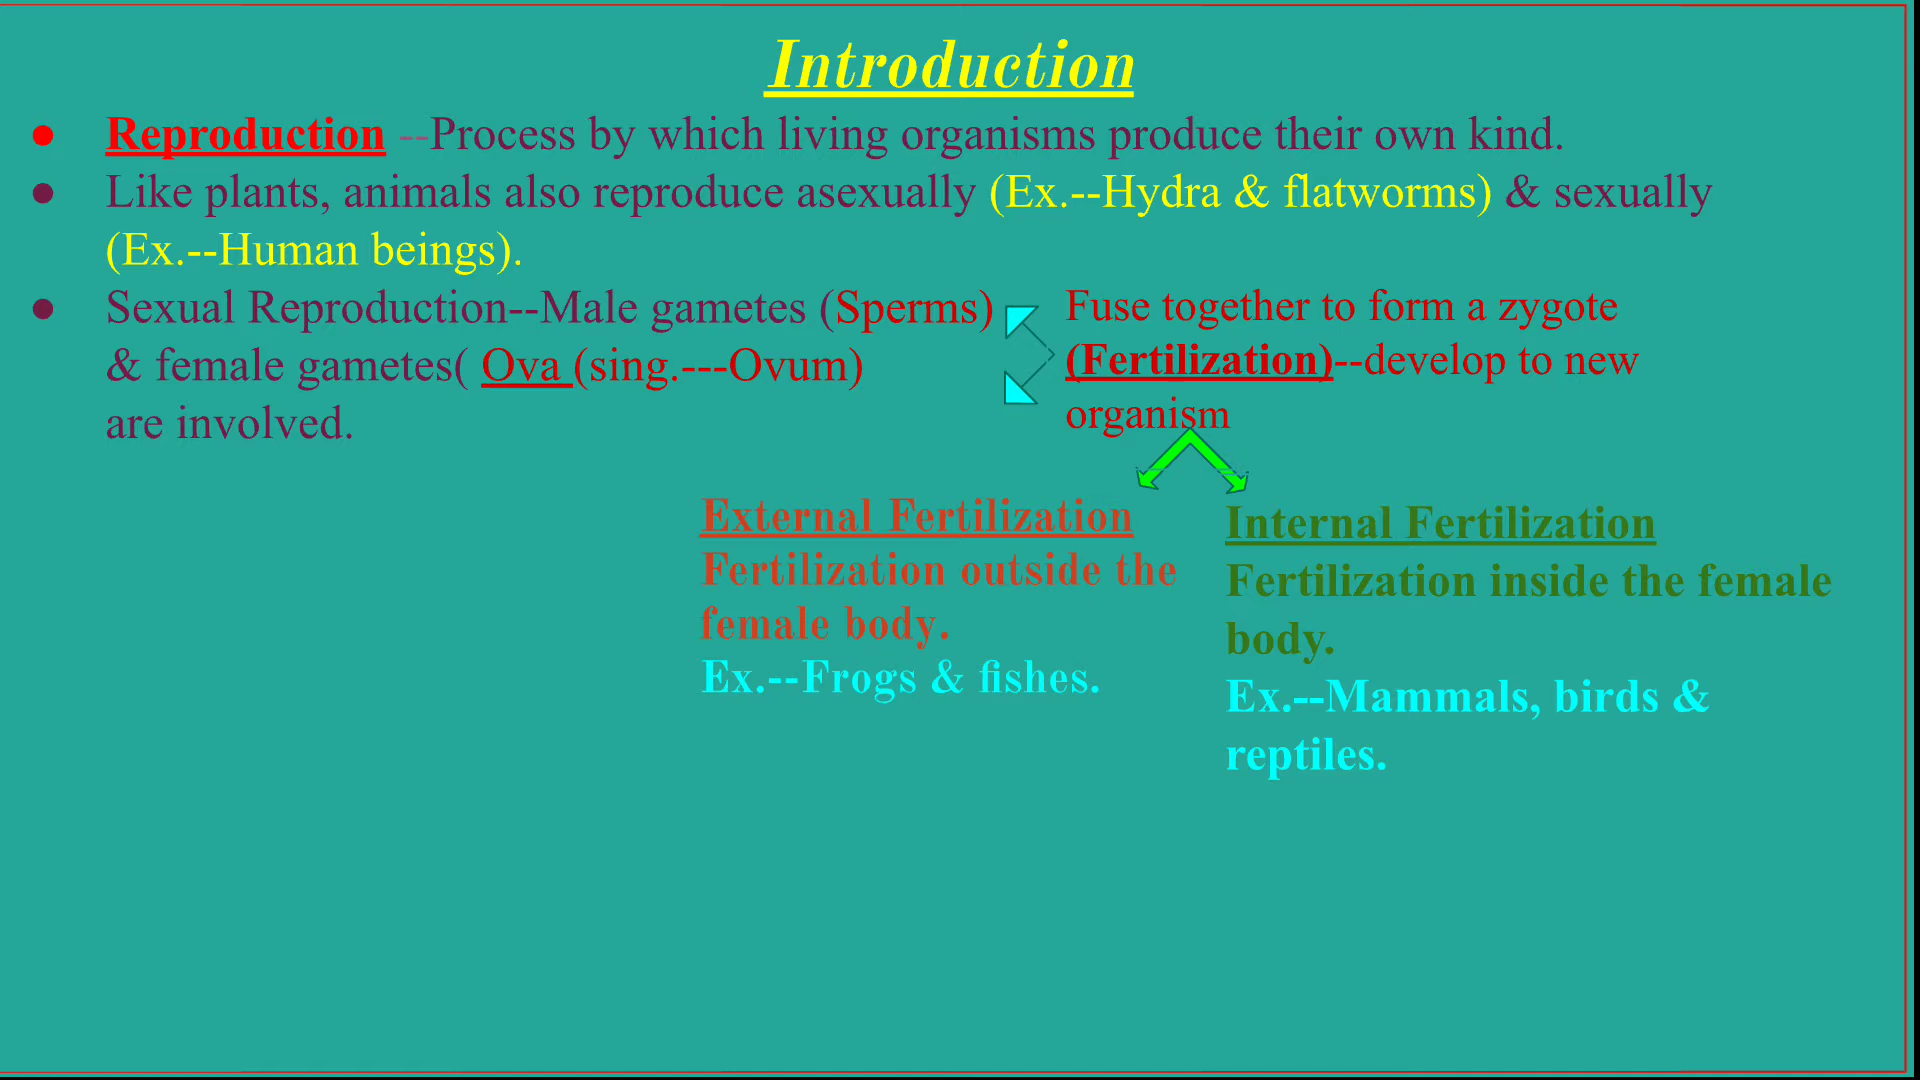 Introduction
● Reproduction --Process by which living organisms produce their own kind.
● Like plants, animals also reproduce asexually (Ex.--Hydra & flatworms) & sexually
(Ex.--Human beings).
● Sexual Reproduction--Male gametes (Sperms)
& female gametes( Ova (sing.---Ovum)
are involved.
Fuse together to form a zygote
(Fertilization)--develop to new
organism
External Fertilization
Fertilization outside the
female body.
Ex.--Frogs & fishes.
Internal Fertilization
Fertilization inside the female
body.
Ex.--Mammals, birds &
reptiles.